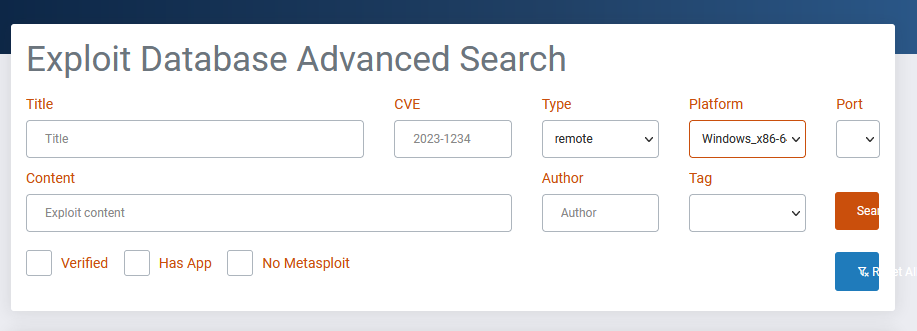 Exploit Database Advanced Search
Title CVE Type Platform Port
Title 2023-1234 remote Windows_x86-6
Content Author Tag
Exploit content Author
Sear
Verified Has App No Metasploit
R et Al